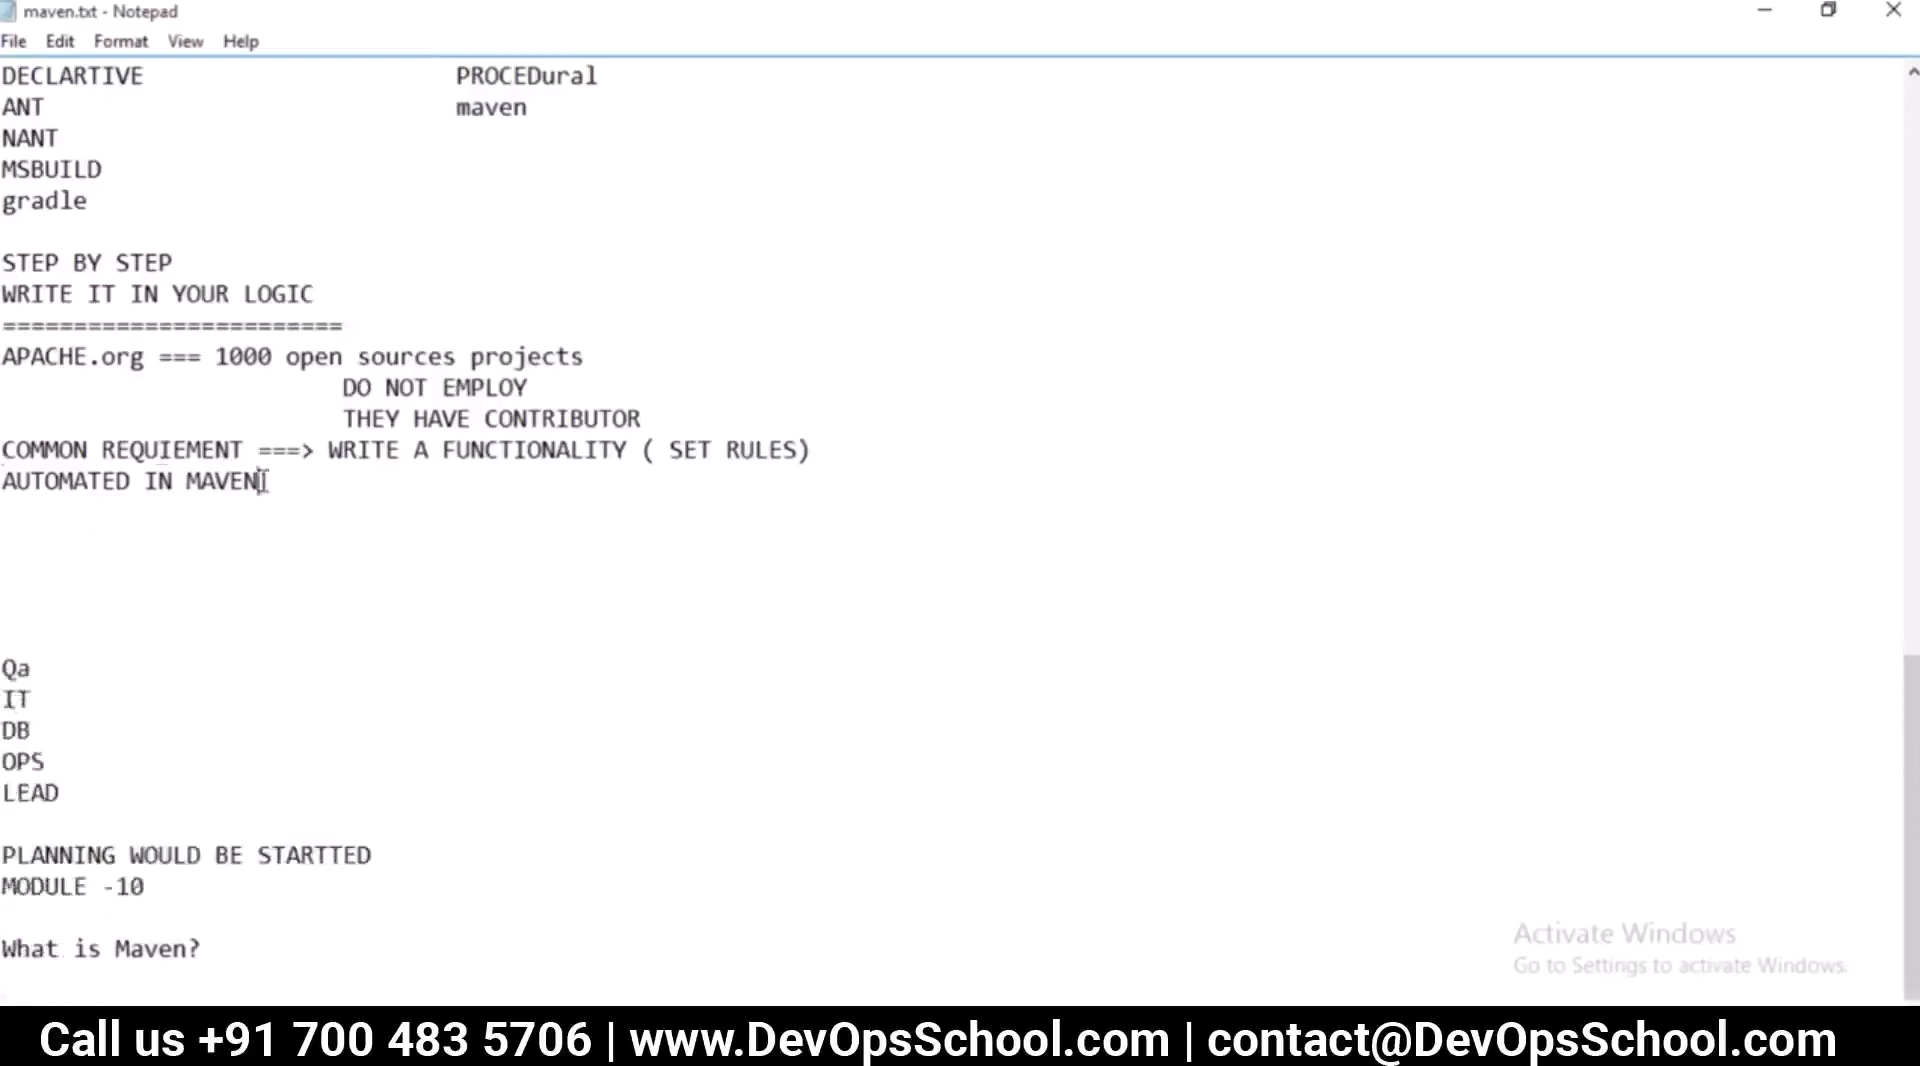 maven.txt - Notepad
File Edit Format View Help
DECLARTIVE PROCEDural
ANT maven
NANT
MSBUILD
gradle
STEP BY STEP
WRITE IT IN YOUR LOGIC
========================
APACHE.org === 1000 open sources projects
DO NOT EMPLOY
THEY HAVE CONTRIBUTOR
COMMON REQUIEMENT ===> WRITE A FUNCTIONALITY ( SET RULES)
AUTOMATED IN MAVEN
Qa
IT
DB
OPS
LEAD
PLANNING WOULD BE STARTTED
MODULE -10
What is Maven?
Activate Windows
Go to Settings to activate Windows.
Call us +91 700 483 5706 | www.DevOpsSchool.com | contact@DevOpsSchool.com